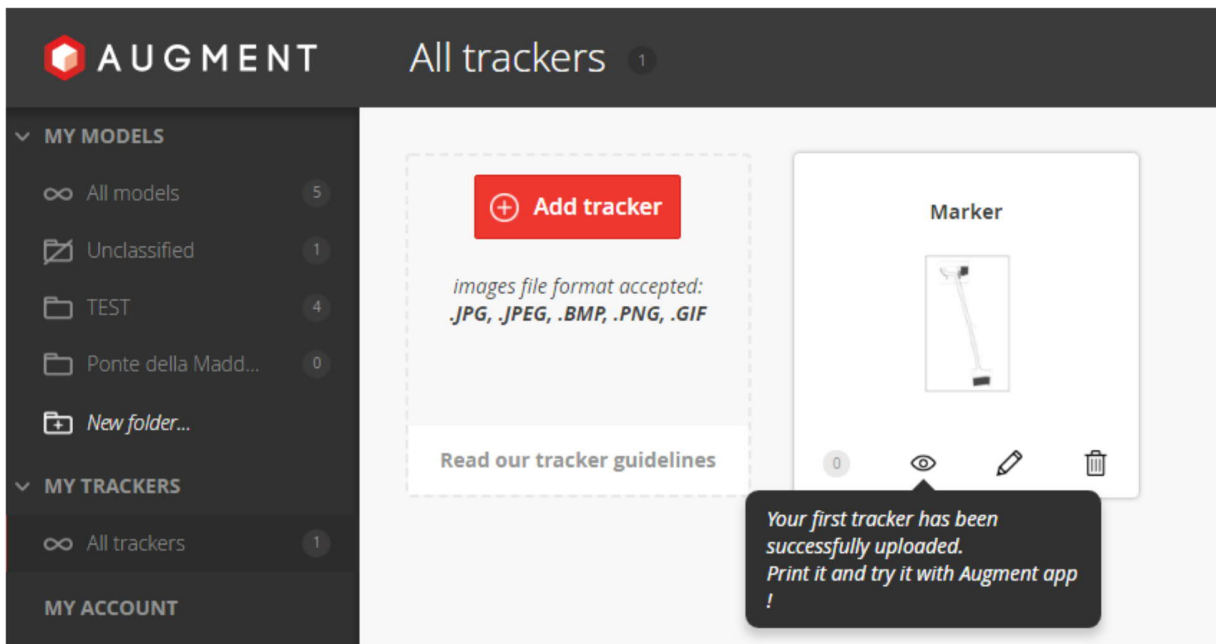 AUGMENT
All trackers 1
MY MODELS
All models 5
Unclassified 1
TEST 4
Ponte della Madd... 0
New folder...
MY TRACKERS
All trackers 1
MY ACCOUNT
Add tracker
images file format accepted:
.JPG, .JPEG, .BMP, .PNG, .GIF
Read our tracker guidelines
Marker
0
Your first tracker has been
successfully uploaded.
Print it and try it with Augment app
!